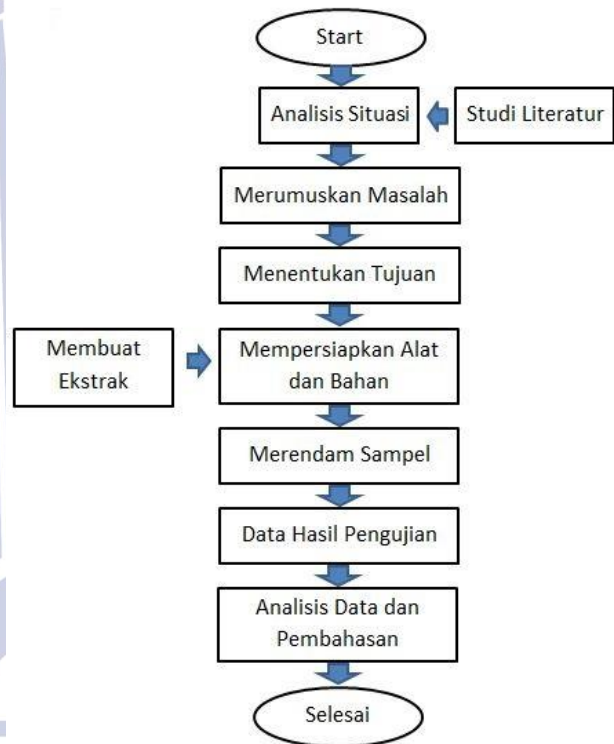 Start
Analisis Situasi
Studi Literatur
Merumuskan Masalah
Menentukan Tujuan
Membuat
Ekstrak
Mempersiapkan Alat
dan Bahan
Merendam Sampel
Data Hasil Pengujian
Analisis Data dan
Pembahasan
Selesai